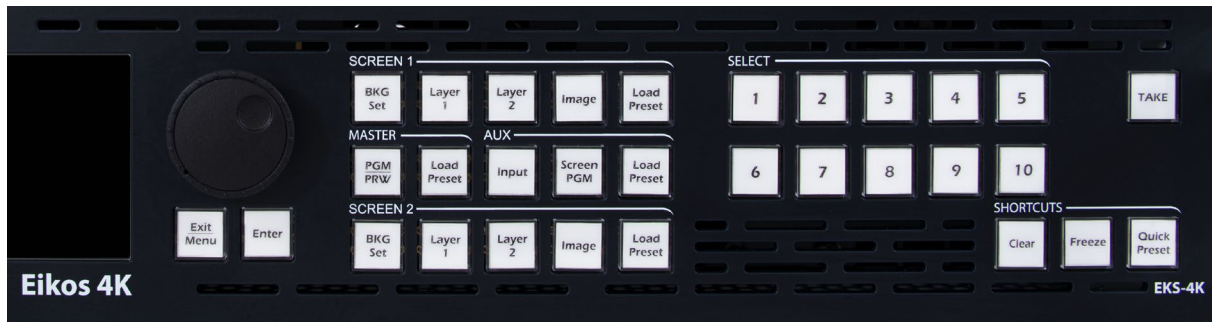 SCREEN 1
BKG
Set
Layer
1
Layer
2
Image
Load
Preset
MASTER
PGM
PRW
Load
Preset
AUX
Input
Screen
PGM
Load
Preset
SCREEN 2
BKG
Set
Layer
1
Layer
2
Image
Load
Preset
Exit
Menu
Enter
Eikos 4K
SELECT
1
2
3
4
5
6
7
8
9
10
TAKE
SHORTCUTS
Clear
Freeze
Quick
Preset
EKS-4K